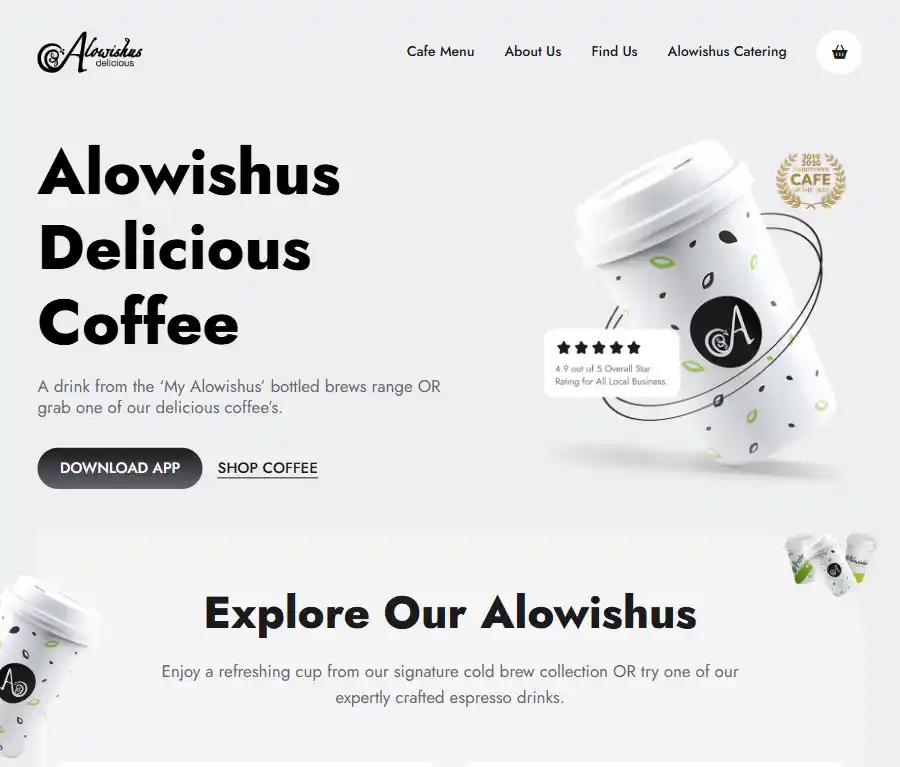 Alowishus
delicious
Cafe Menu
About Us
Find Us
Alowishus Catering
Alowishus
Delicious
Coffee
A drink from the ‘My Alowishus’ bottled brews range OR
grab one of our delicious coffee’s.
DOWNLOAD APP
SHOP COFFEE
2019
2020
CAFE
OF THE YEAR
A
4.9 out of 5 Overall Star
Rating for All Local Business.
Explore Our Alowishus
Enjoy a refreshing cup from our signature cold brew collection OR try one of our
expertly crafted espresso drinks.
A